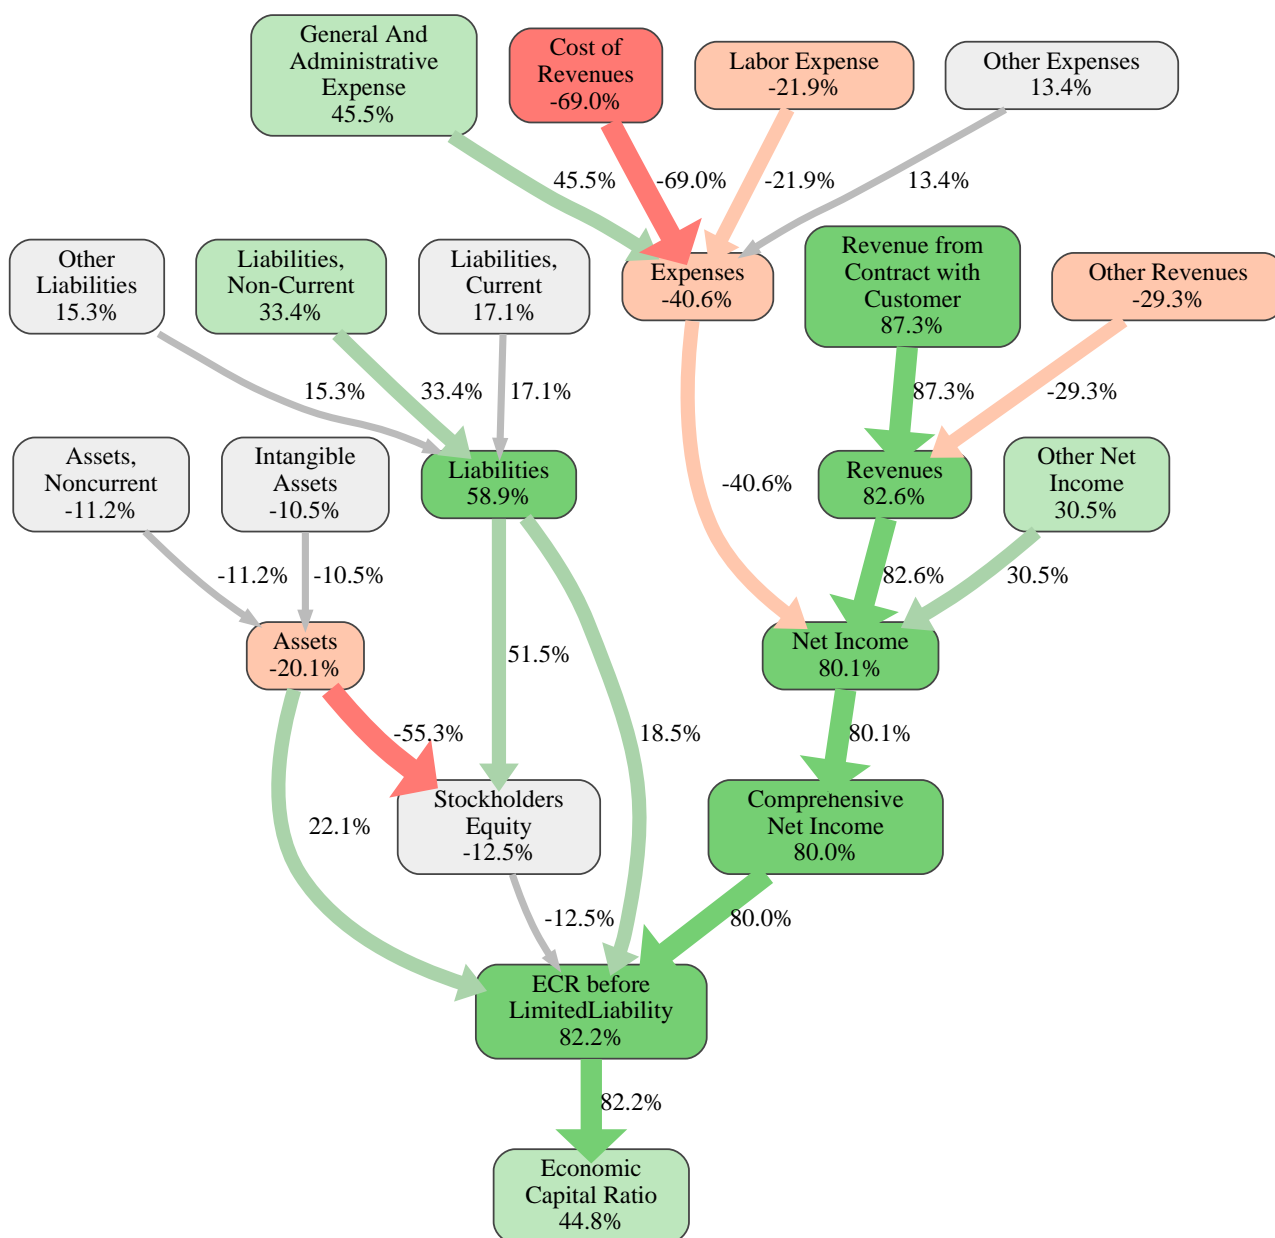 General And
Administrative
Expense
45.5%
Cost of
Revenues
-69.0%
Labor Expense
-21.9%
Other Expenses
13.4%
45.5%
-69.0%
-21.9%
13.4%
Other
Liabilities
15.3%
Liabilities,
Non-Current
33.4%
Liabilities,
Current
17.1%
Expenses
-40.6%
Revenue from
Contract with
Customer
87.3%
Other Revenues
-29.3%
15.3%
33.4%
17.1%
87.3%
-29.3%
Assets,
Noncurrent
-11.2%
Intangible
Assets
-10.5%
Liabilities
58.9%
-40.6%
Revenues
82.6%
Other Net
Income
30.5%
-11.2%
-10.5%
82.6%
30.5%
Assets
-20.1%
51.5%
Net Income
80.1%
-55.3%
18.5%
80.1%
22.1%
Stockholders
Equity
-12.5%
Comprehensive
Net Income
80.0%
-12.5%
80.0%
ECR before
LimitedLiability
82.2%
82.2%
Economic
Capital Ratio
44.8%